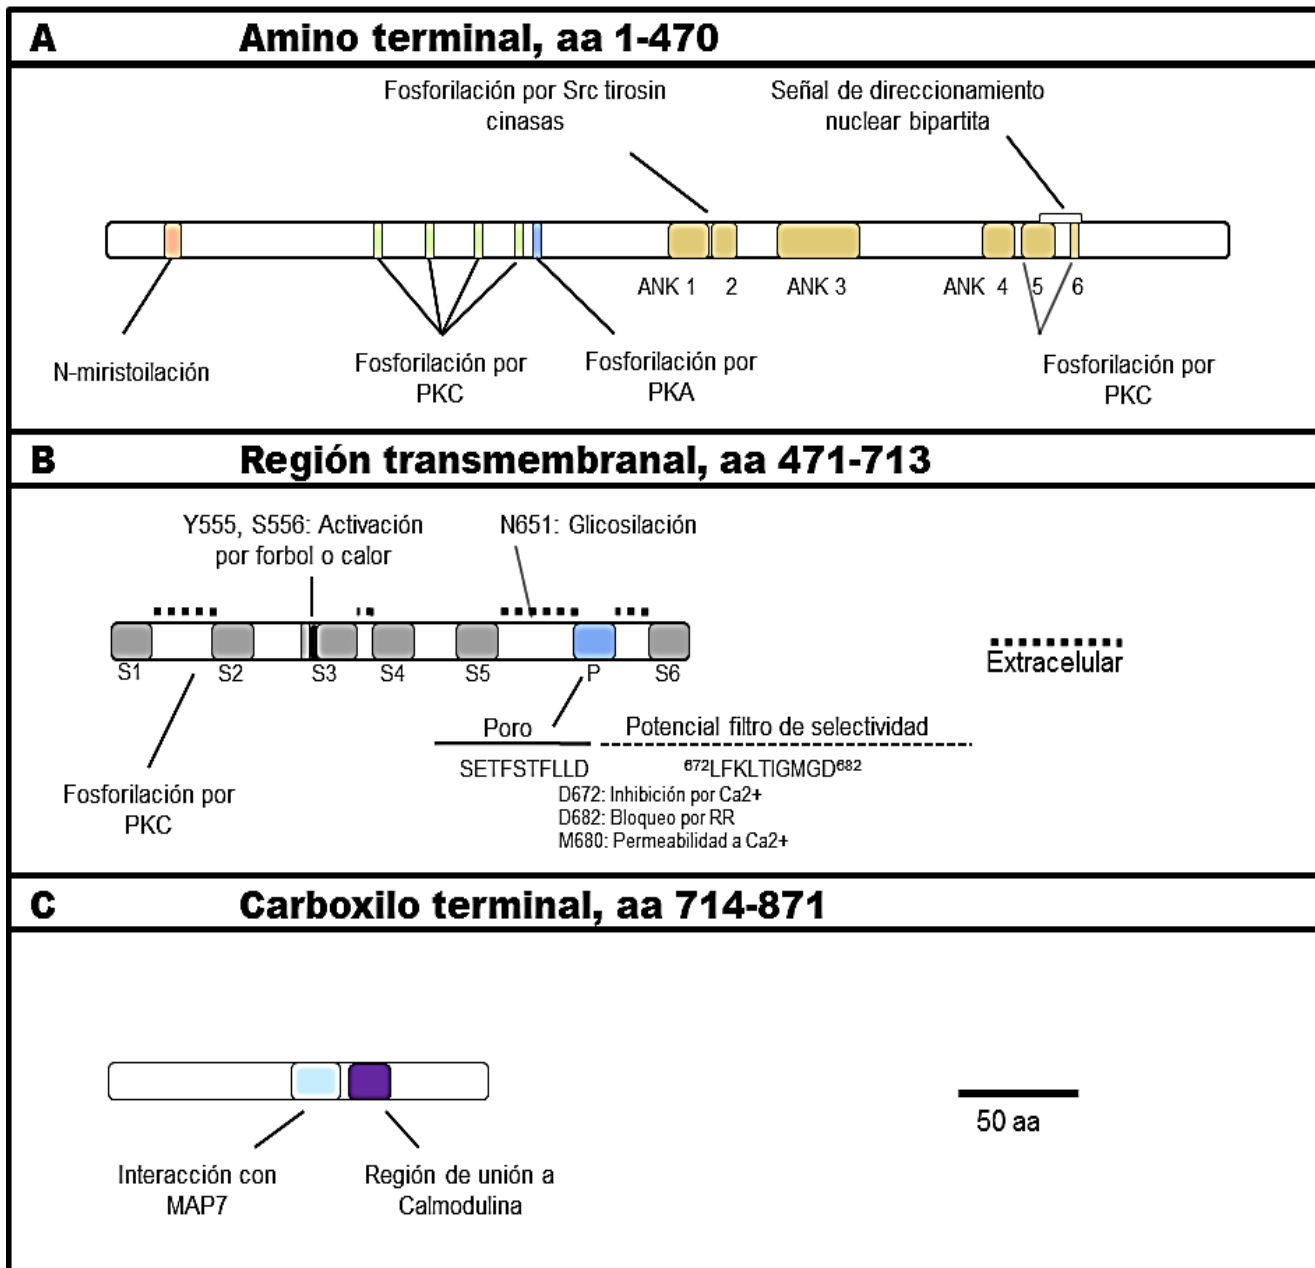 A Amino terminal, aa 1-470
Fosforilación por Src tirosin
cinasas
Señal de direccionamiento
nuclear bipartita
ANK 1 2 ANK 3 ANK 4 5 6
N-miristoilación
Fosforilación por
PKC
Fosforilación por
PKA
Fosforilación por
PKC
B Región transmembranal, aa 471-713
Y555, S556: Activación
por forbol o calor
N651: Glicosilación
S1 S2 S3 S4 S5 P S6
Extracelular
Fosforilación por
PKC
Poro
Potencial filtro de selectividad
SETFSTFLLD
⁶⁷²LFKLTIGMGD⁶⁸²
D672: Inhibición por Ca2+
D682: Bloqueo por RR
M680: Permeabilidad a Ca2+
C Carboxilo terminal, aa 714-871
Interacción con
MAP7
Región de unión a
Calmodulina
50 aa